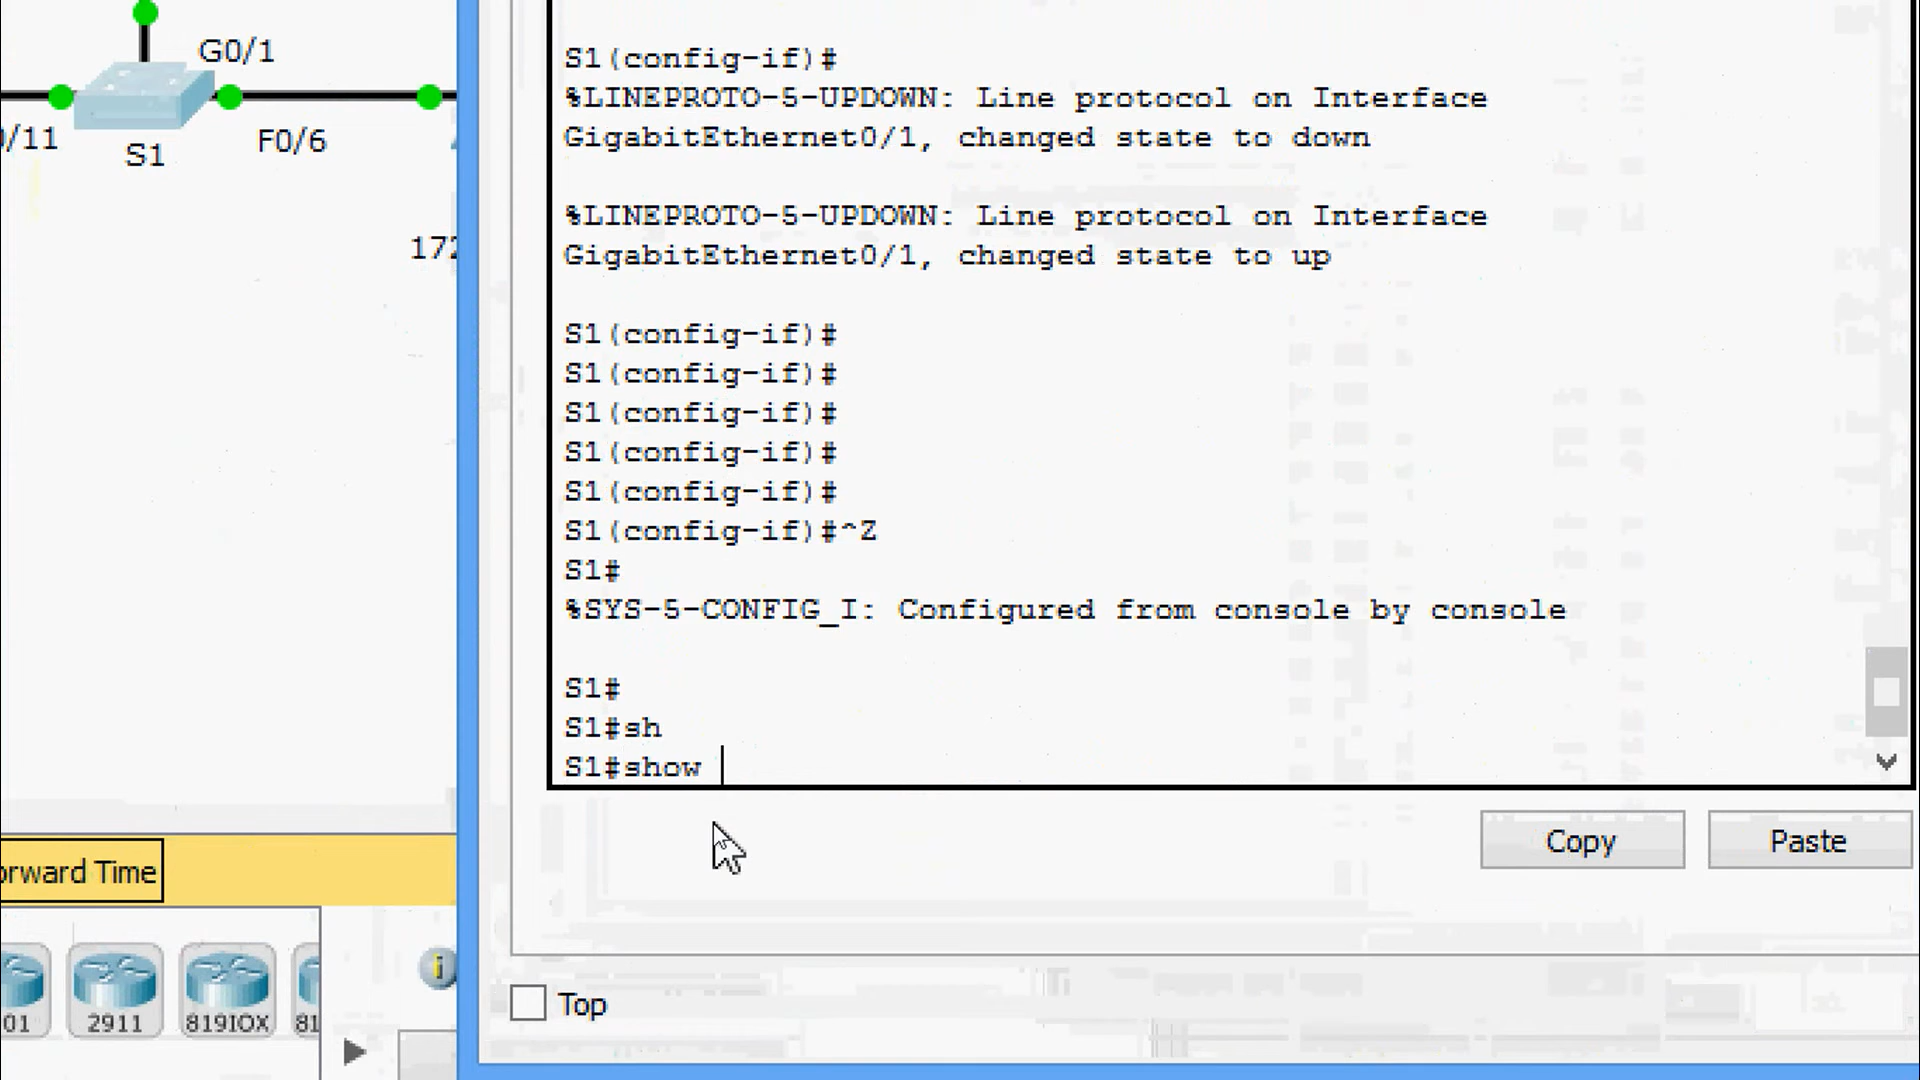 G0/1
/11
S1
F0/6
172
S1(config-if)#
%LINEPROTO-5-UPDOWN: Line protocol on Interface
GigabitEthernet0/1, changed state to down
%LINEPROTO-5-UPDOWN: Line protocol on Interface
GigabitEthernet0/1, changed state to up
S1(config-if)#
S1(config-if)#
S1(config-if)#
S1(config-if)#
S1(config-if)#
S1(config-if)#^Z
S1#
%SYS-5-CONFIG_I: Configured from console by console
S1#
S1#sh
S1#show
Copy
Paste
orward Time
01
2911
819IOX
81
Top